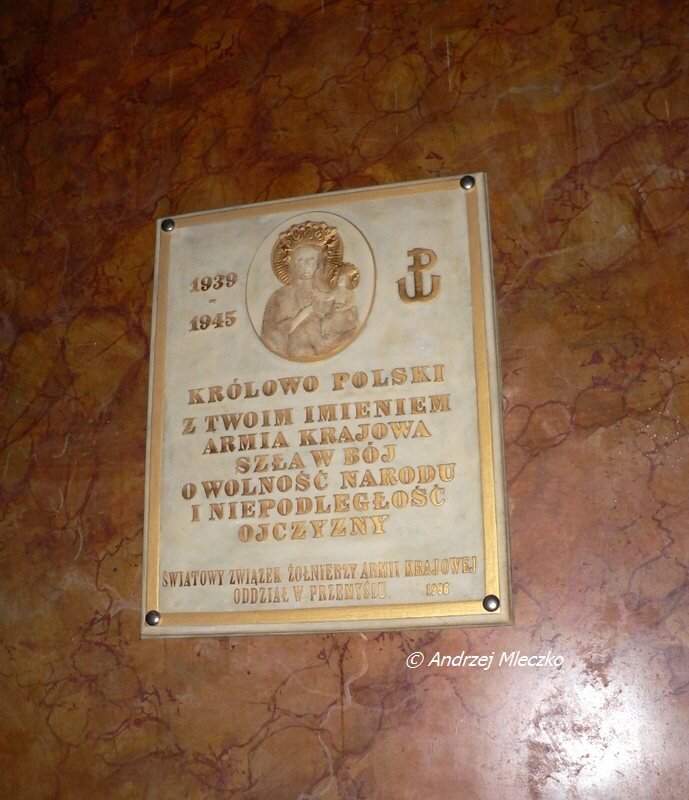 1939
-
1945
KRÓLOWO POLSKI
Z TWOIM IMIENIEM
ARMIA KRAJOWA
SZŁA W BÓJ
O WOLNOŚĆ NARODU
I NIEPODLEGŁOŚĆ
OJCZYZNY
ŚWIATOWY ZWIĄZEK ŻOŁNIERZY ARMII KRAJOWEJ
ODDZIAŁ W PRZEMYŚLU 1996
© Andrzej Mleczko